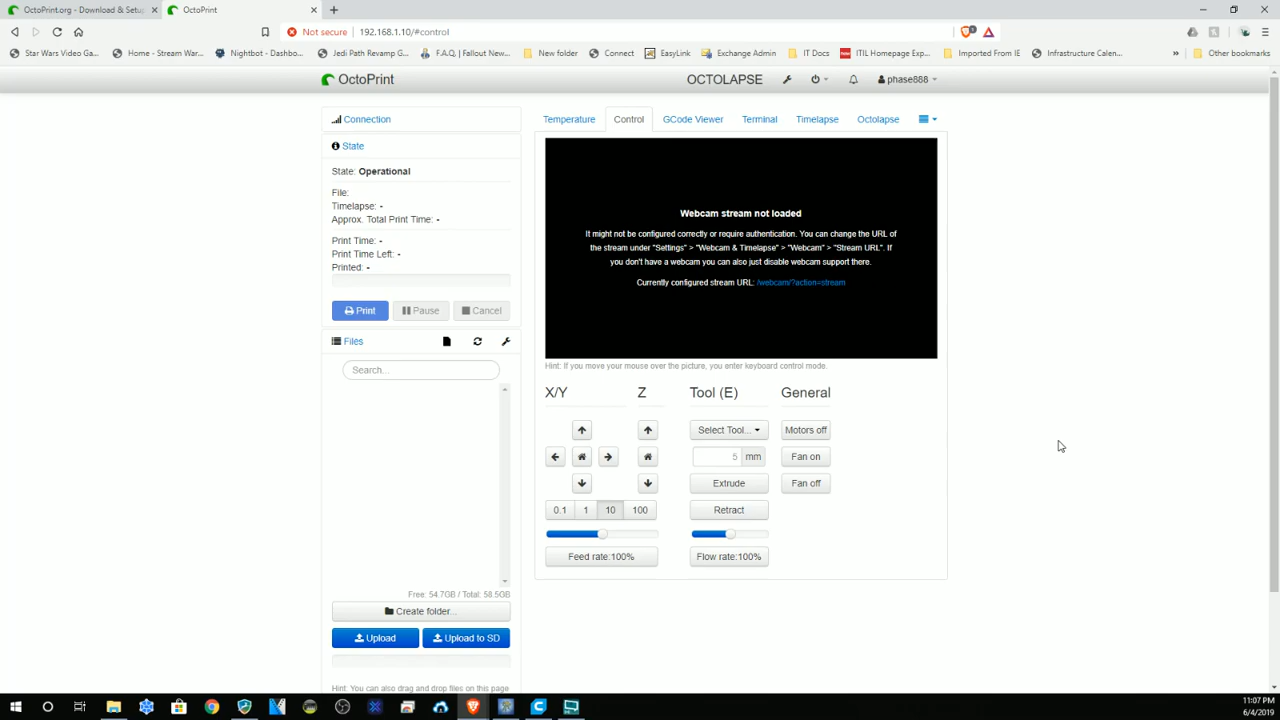 OctoPrint.org - Download & Setup
OctoPrint
Not secure
192.168.1.10/#control
Star Wars Video Ga...
Home - Stream War...
Nightbot - Dashbo...
Jedi Path Revamp G...
F.A.Q. | Fallout New...
New folder
Connect
EasyLink
Exchange Admin
IT Docs
ITIL Homepage Exp...
Imported From IE
Infrastructure Calen...
»
Other bookmarks
OctoPrint
OCTOLAPSE
phase888
Connection
State
State: Operational
File:
Timelapse: -
Approx. Total Print Time: -
Print Time: -
Print Time Left: -
Printed: -
Print
Pause
Cancel
Files
Search...
Free: 54.7GB / Total: 58.5GB
Create folder...
Upload
Upload to SD
Hint: You can also drag and drop files on this page
Temperature
Control
GCode Viewer
Terminal
Timelapse
Octolapse
Webcam stream not loaded
It might not be configured correctly or require authentication. You can change the URL of
the stream under "Settings" > "Webcam & Timelapse" > "Webcam" > "Stream URL". If
you don't have a webcam you can also just disable webcam support there.
Currently configured stream URL: /webcam/?action=stream
Hint: If you move your mouse over the picture, you enter keyboard control mode.
X/Y
Z
Tool (E)
General
Select Tool...
Motors off
5 mm
Fan on
Extrude
Fan off
0.1 1 10 100
Retract
Feed rate:100%
Flow rate:100%
11:07 PM
6/4/2019